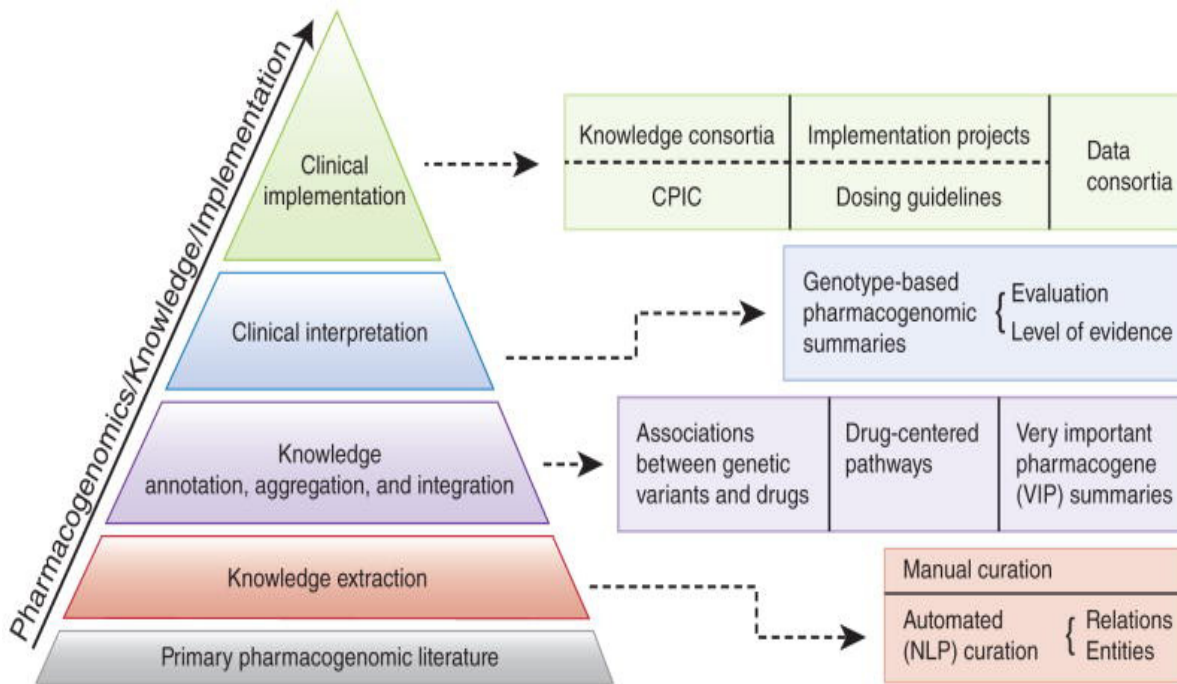 Pharmacogenomics/Knowledge/Implementation
Clinical
implementation
Clinical interpretation
Knowledge
annotation, aggregation, and integration
Knowledge extraction
Primary pharmacogenomic literature
Knowledge consortia
CPIC
Implementation projects
Dosing guidelines
Data
consortia
Genotype-based
pharmacogenomic
summaries
{ Evaluation
Level of evidence
Associations
between genetic
variants and drugs
Drug-centered
pathways
Very important
pharmacogene
(VIP) summaries
Manual curation
Automated
(NLP) curation
{ Relations
Entities